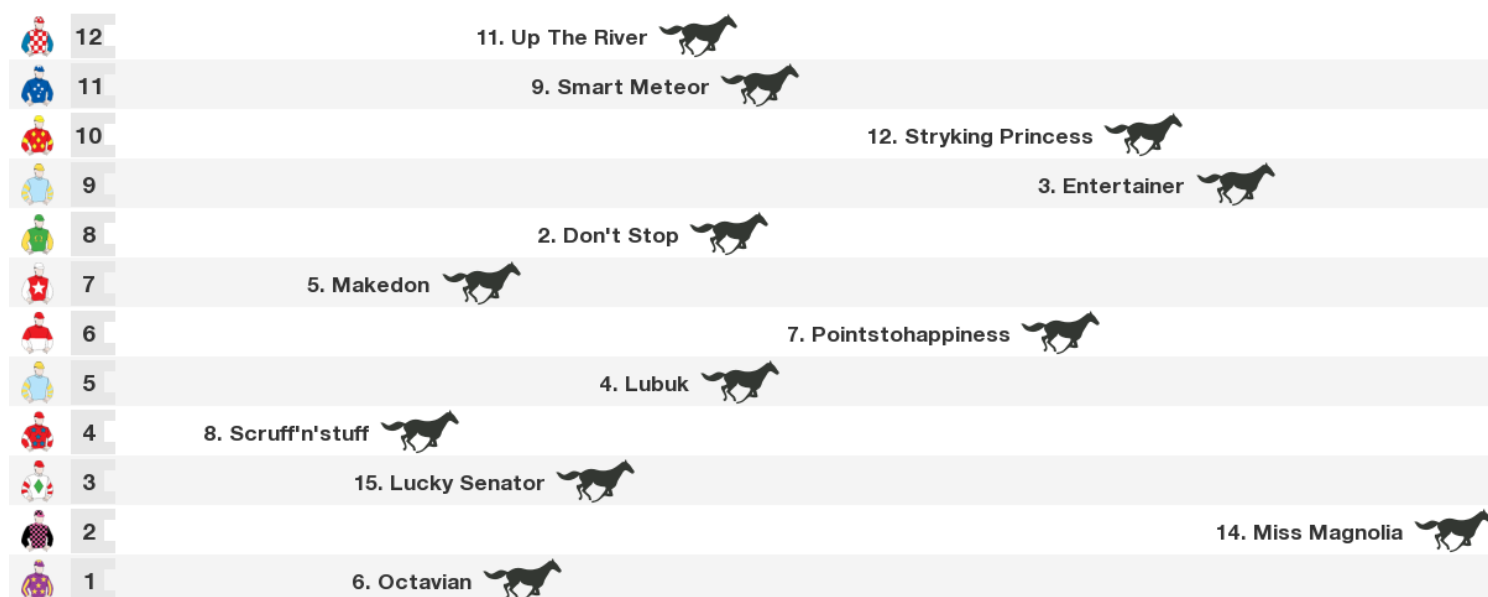 12 11. Up The River
11 9. Smart Meteor
10 12. Stryking Princess
9 3. Entertainer
8 2. Don't Stop
7 5. Makedon
6 7. Pointstohappiness
5 4. Lubuk
4 8. Scruff'n'stuff
3 15. Lucky Senator
2 14. Miss Magnolia
1 6. Octavian